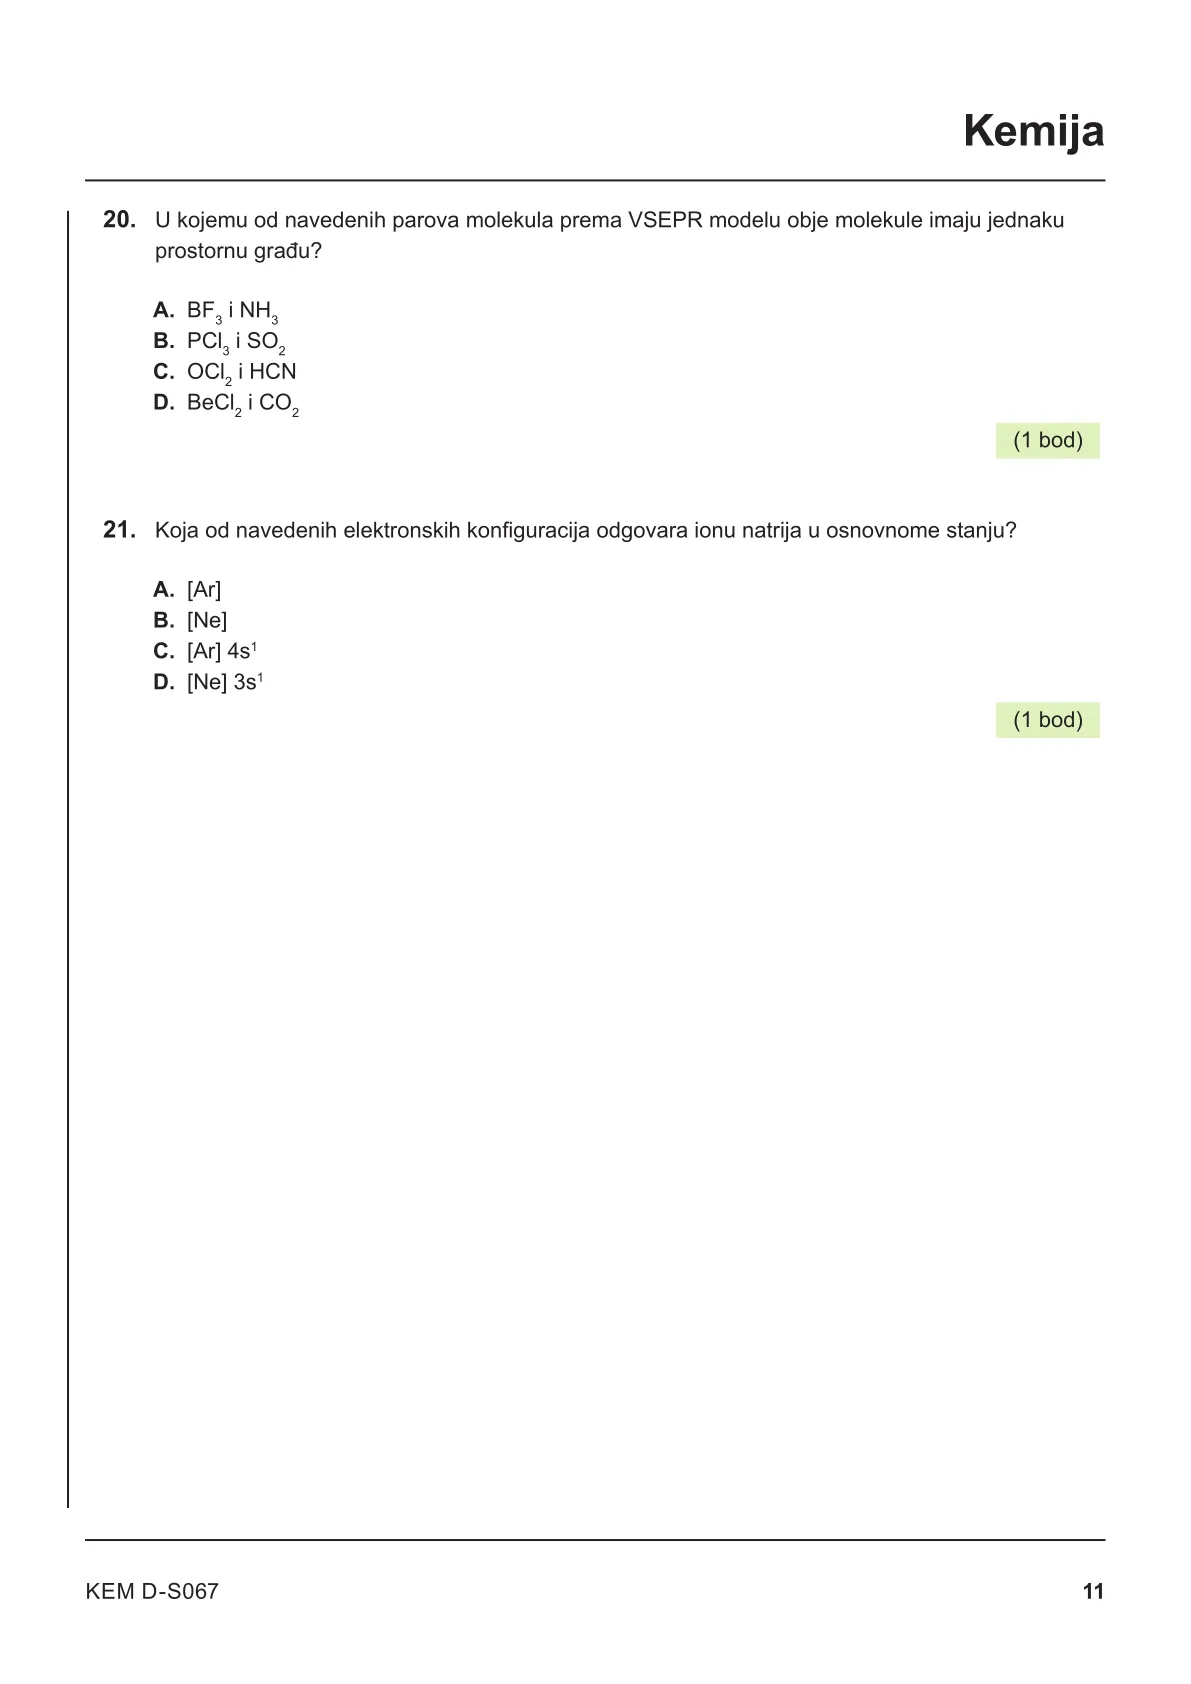 Kemija
20. U kojemu od navedenih parova molekula prema VSEPR modelu obje molekule imaju jednaku
prostornu građu?
A. BF₃ i NH₃
B. PCl₃ i SO₂
C. OCl₂ i HCN
D. BeCl₂ i CO₂
(1 bod)
21. Koja od navedenih elektronskih konfiguracija odgovara ionu natrija u osnovnome stanju?
A. [Ar]
B. [Ne]
C. [Ar] 4s¹
D. [Ne] 3s¹
(1 bod)
KEM D-S067
11